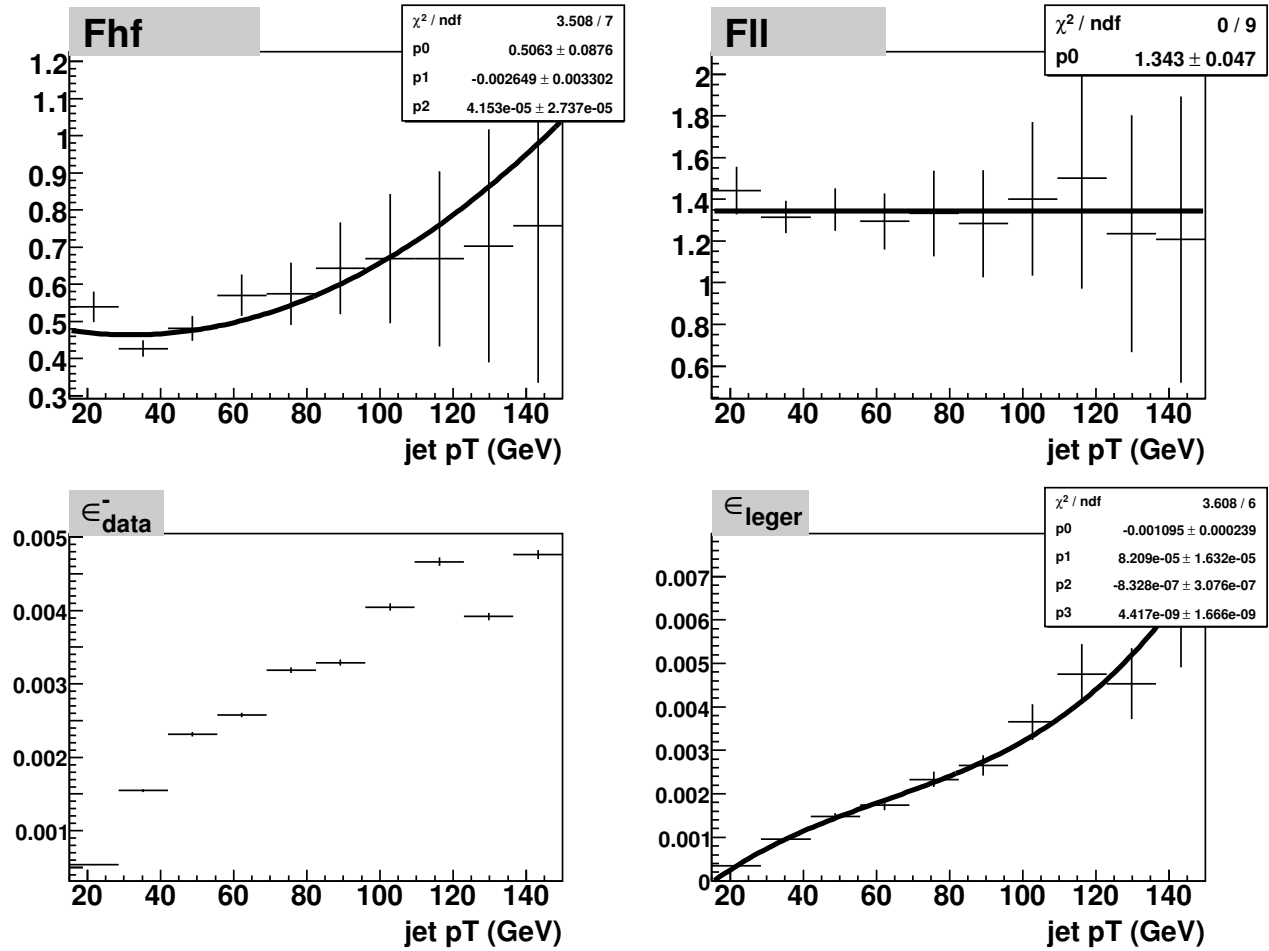 Fhf
χ² / ndf 3.508 / 7
p0 0.5063 ± 0.0876
p1 -0.002649 ± 0.003302
p2 4.153e-05 ± 2.737e-05
1.2
1.1
1
0.9
0.8
0.7
0.6
0.5
0.4
0.3
20 40 60 80 100 120 140
jet pT (GeV)
Fll
χ² / ndf 0 / 9
p0 1.343 ± 0.047
2
1.8
1.6
1.4
1.2
1
0.8
0.6
20 40 60 80 100 120 140
jet pT (GeV)
∈⁻data
0.005
0.004
0.003
0.002
0.001
20 40 60 80 100 120 140
jet pT (GeV)
∈leger
χ² / ndf 3.608 / 6
p0 -0.001095 ± 0.000239
p1 8.209e-05 ± 1.632e-05
p2 -8.328e-07 ± 3.076e-07
p3 4.417e-09 ± 1.666e-09
0.007
0.006
0.005
0.004
0.003
0.002
0.001
0
20 40 60 80 100 120 140
jet pT (GeV)